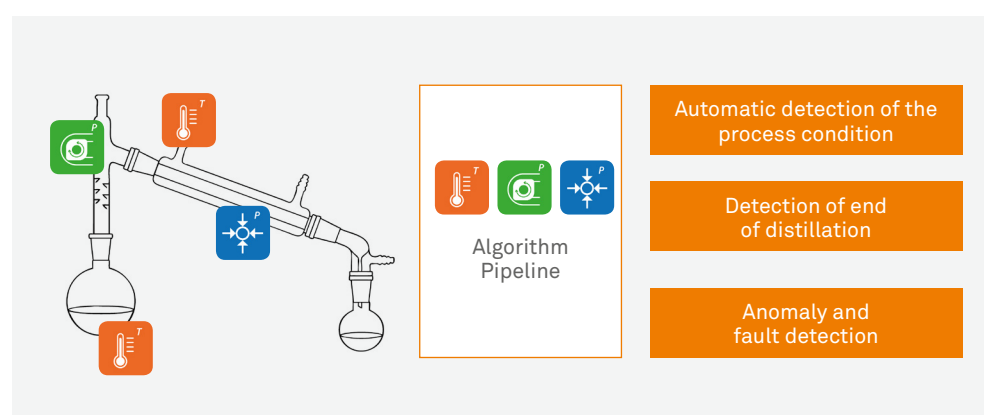 T
P
P
T
T
P
P
Algorithm
Pipeline
Automatic detection of the
process condition
Detection of end
of distillation
Anomaly and
fault detection